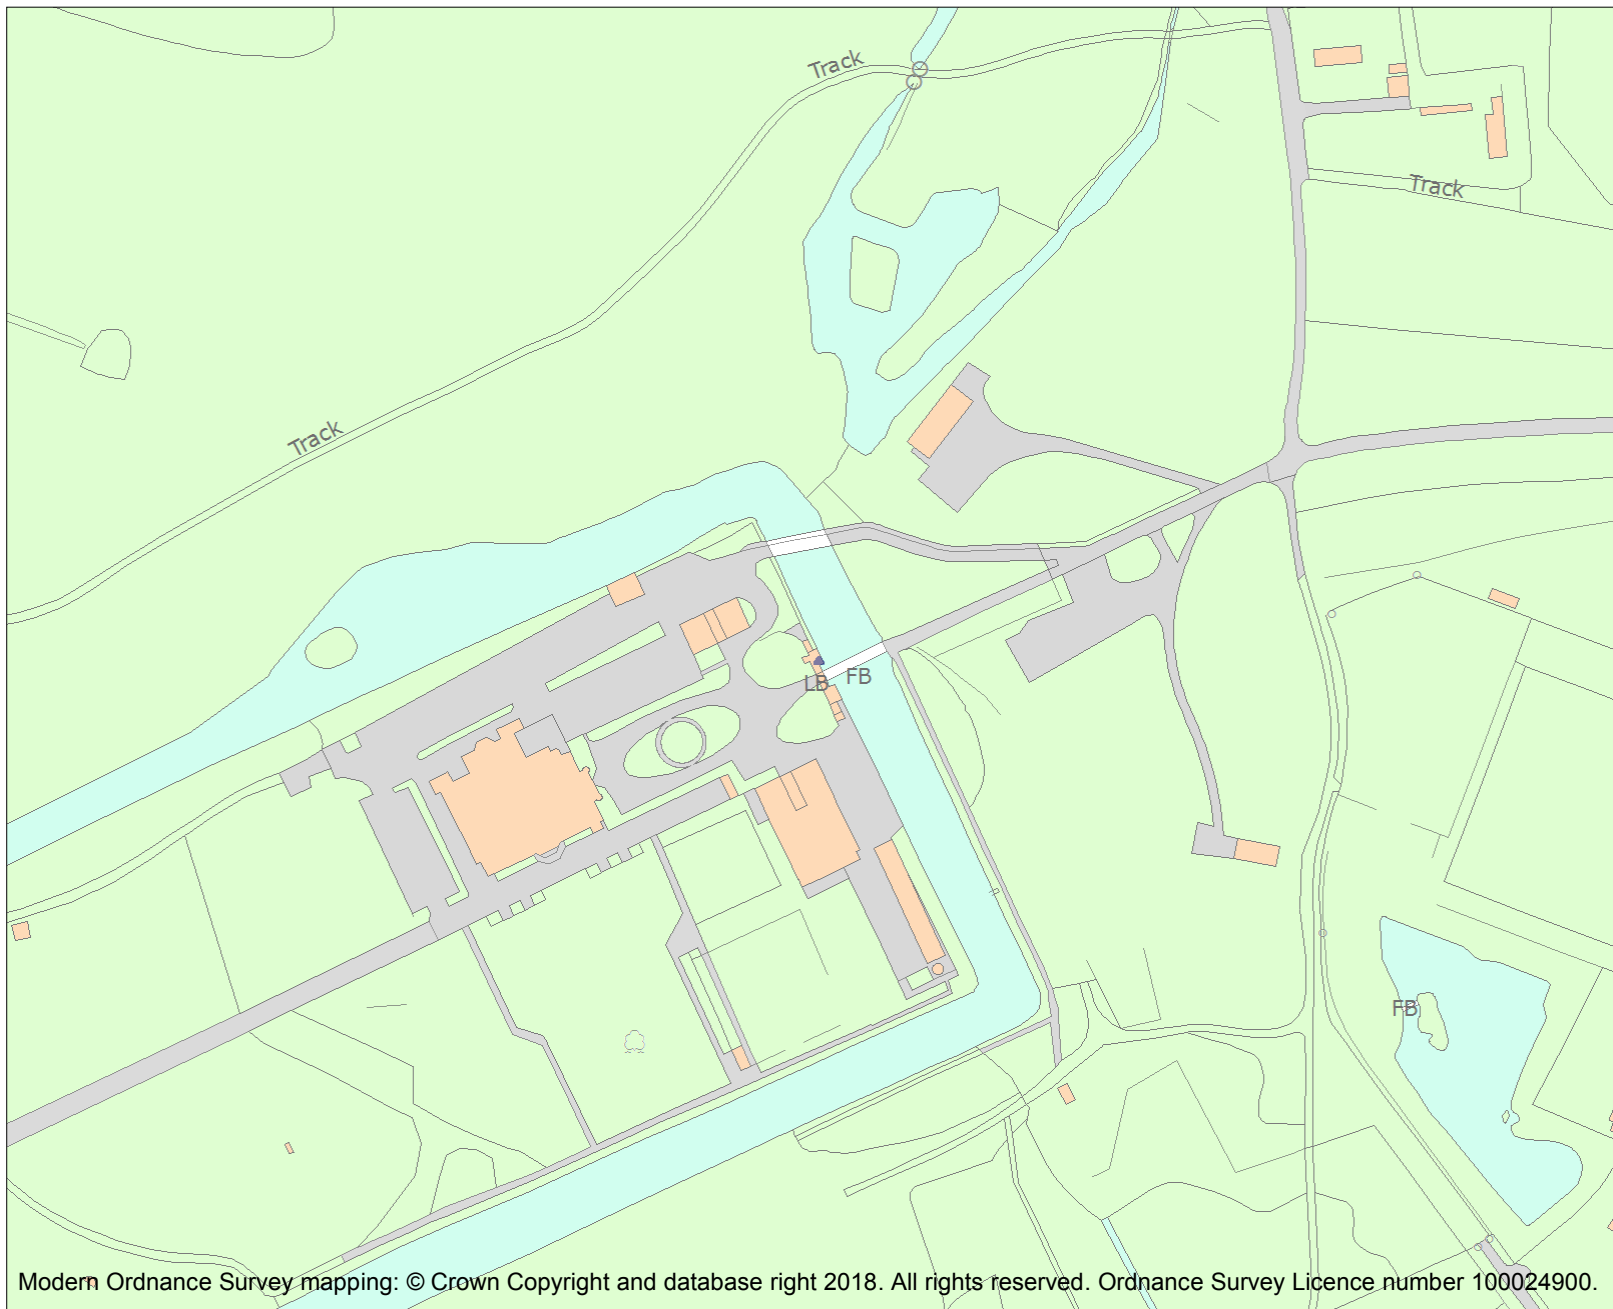 Track
Track
Track
LB
FB
FB
Modern Ordnance Survey mapping: © Crown Copyright and database right 2018. All rights reserved. Ordnance Survey Licence number 100024900.